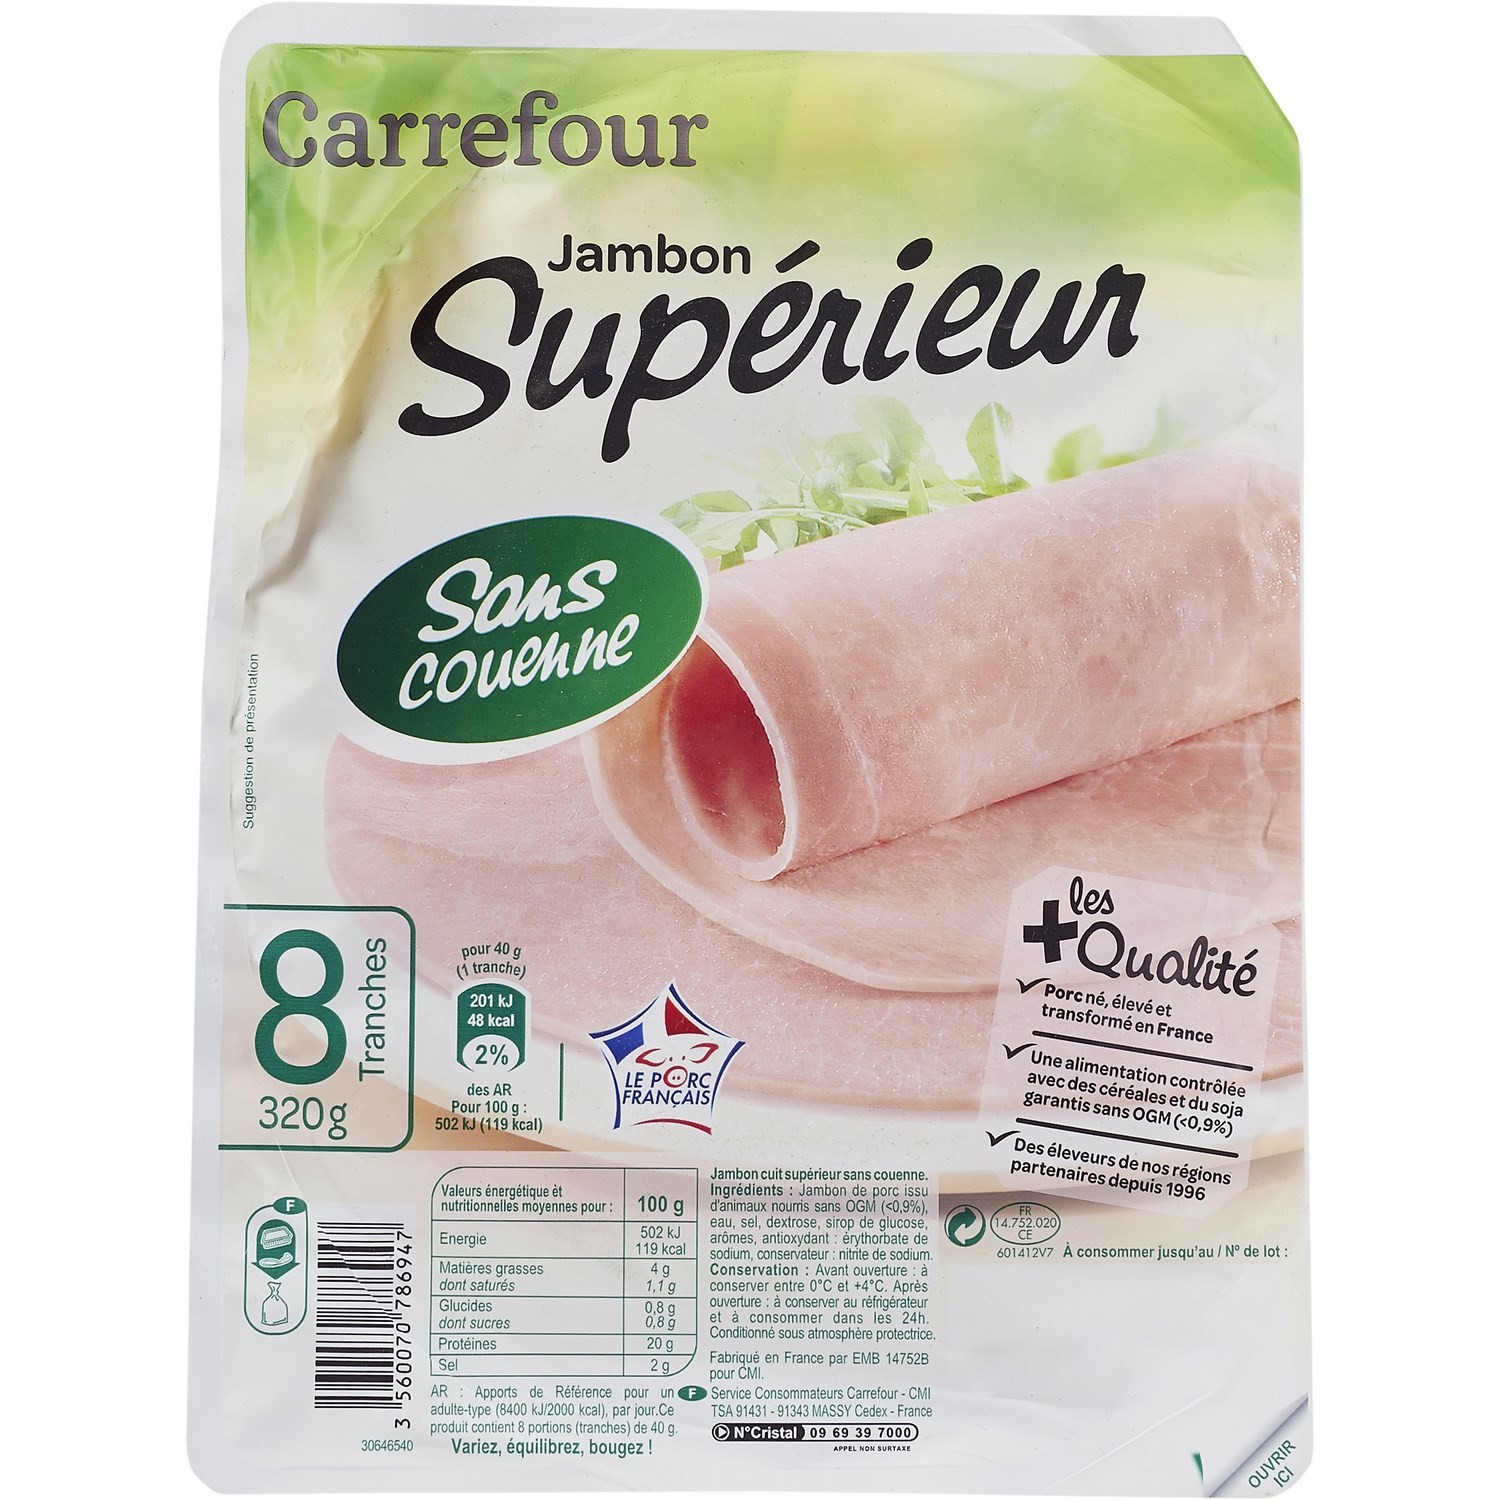 Carrefour
Jambon
Supérieur
Sans
couenne
Suggestion de présentation
les
+Qualité
Porc né, élevé et
transformé en France
Une alimentation contrôlée
avec des céréales et du soja
garantis sans OGM (<0,9%)
Des éleveurs de nos régions
partenaires depuis 1996
8
Tranches
320g
pour 40 g
(1 tranche)
201 kJ
48 kcal
2%
des AR
Pour 100 g :
502 kJ (119 kcal)
LE PORC
FRANÇAIS
F
3 560070 786947
30646540
Valeurs énergétique èt
nutritionnelles moyennes pour : 100 g
Energie 502 kJ
119 kcal
Matières grasses 4 g
dont saturés 1,1 g
Glucides 0,8 g
dont sucres 0,8 g
Protéines 20 g
Sel 2 g
AR : Apports de Référence pour un
adulte-type (8400 kJ/2000 kcal), par jour.Ce
produit contient 8 portions (tranches) de 40 g.
Variez, équilibrez, bougez !
Jambon cuit supérieur sans couenne.
Ingrédients : Jambon de porc issu
d'animaux nourris sans OGM (<0,9%),
eau, sel, dextrose, sirop de glucose,
arômes, antioxydant : érythorbate de
sodium, conservateur : nitrite de sodium.
Conservation : Avant ouverture : à
conserver entre 0°C et +4°C. Après
ouverture : à conserver au réfrigérateur
et à consommer dans les 24h.
Conditionné sous atmosphère protectrice.
Fabriqué en France par EMB 14752B
pour CMI.
F Service Consommateurs Carrefour - CMI
TSA 91431 - 91343 MASSY Cedex - France
N°Cristal 09 69 39 7000
APPEL NON SURTAXE
FR
14.752.020
CE
601412V7 À consommer jusqu'au / N° de lot :
OUVRIR
ICI